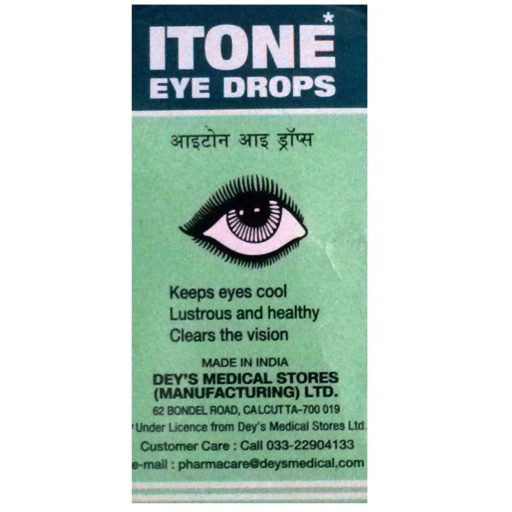 ITONE*
EYE DROPS
आइटोन आइ ड्रॉप्स
Keeps eyes cool
Lustrous and healthy
Clears the vision
MADE IN INDIA
DEY'S MEDICAL STORES
(MANUFACTURING) LTD.
62 BONDEL ROAD, CALCUTTA-700 019
Under Licence from Dey's Medical Stores Ltd.
Customer Care : Call 033-22904133
e-mail : pharmacare@deysmedical.com